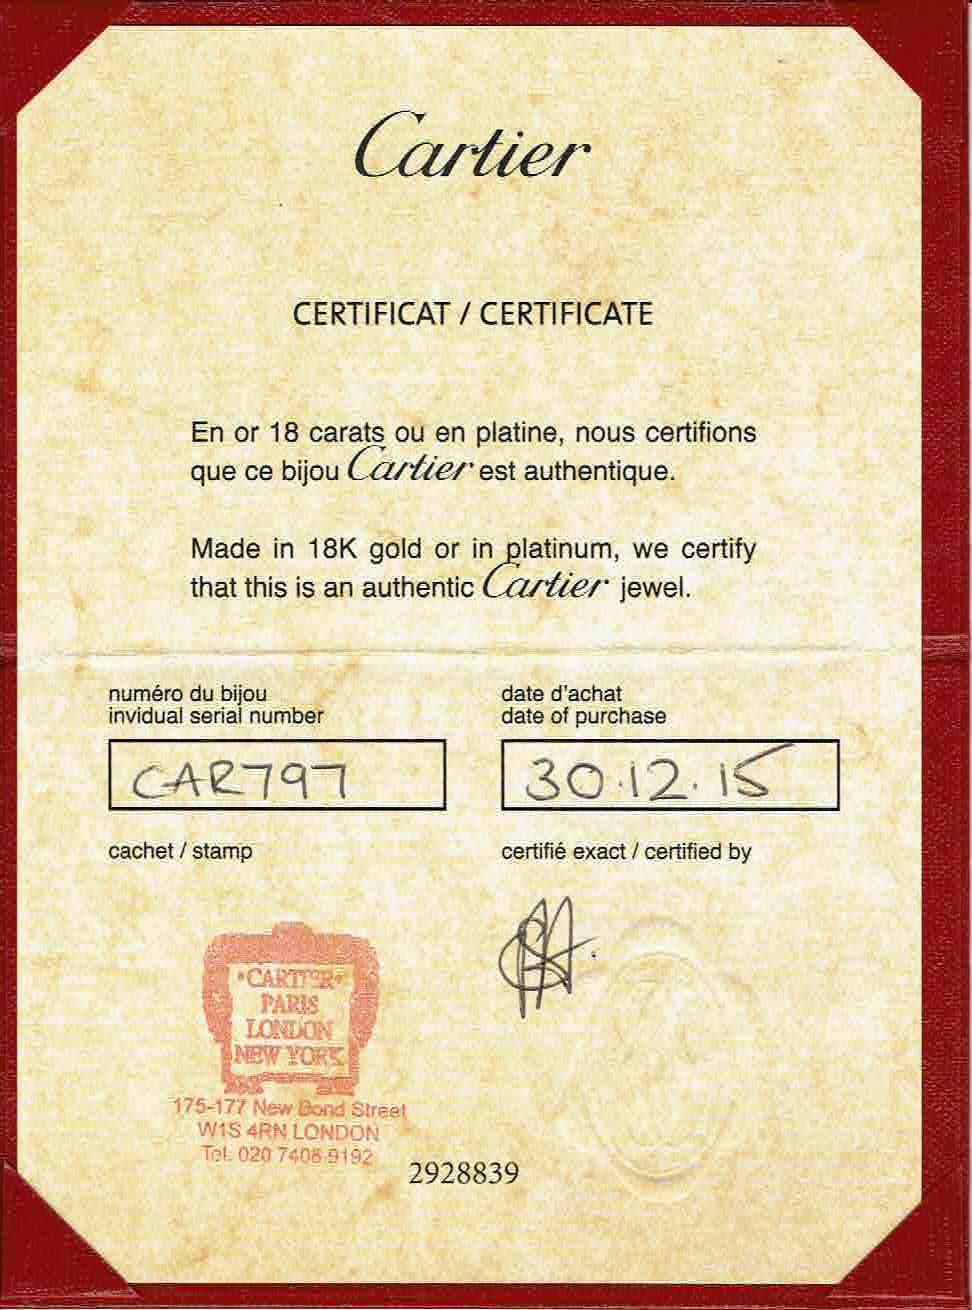 Cartier
CERTIFICAT / CERTIFICATE
En or 18 carats ou en platine, nous certifions
que ce bijou Cartier est authentique.
Made in 18K gold or in platinum, we certify
that this is an authentic Cartier jewel.
numéro du bijou
invidual serial number
CAR797
date d'achat
date of purchase
30.12.15
cachet / stamp
certifié exact / certified by
CARTIER
PARIS
LONDON
NEW YORK
175-177 New Bond Street
W1S 4RN LONDON
Tel. 020 7408 9192
2928839